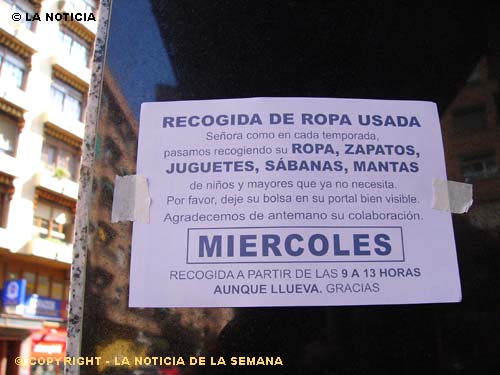 © LA NOTICIA
RECOGIDA DE ROPA USADA
Señora como en cada temporada,
pasamos recogiendo su ROPA, ZAPATOS,
JUGUETES, SÁBANAS, MANTAS
de niños y mayores que ya no necesita.
Por favor, deje su bolsa en su portal bien visible.
Agradecemos de antemano su colaboración.
MIERCOLES
RECOGIDA A PARTIR DE LAS 9 A 13 HORAS
AUNQUE LLUEVA. GRACIAS
© COPYRIGHT - LA NOTICIA DE LA SEMANA